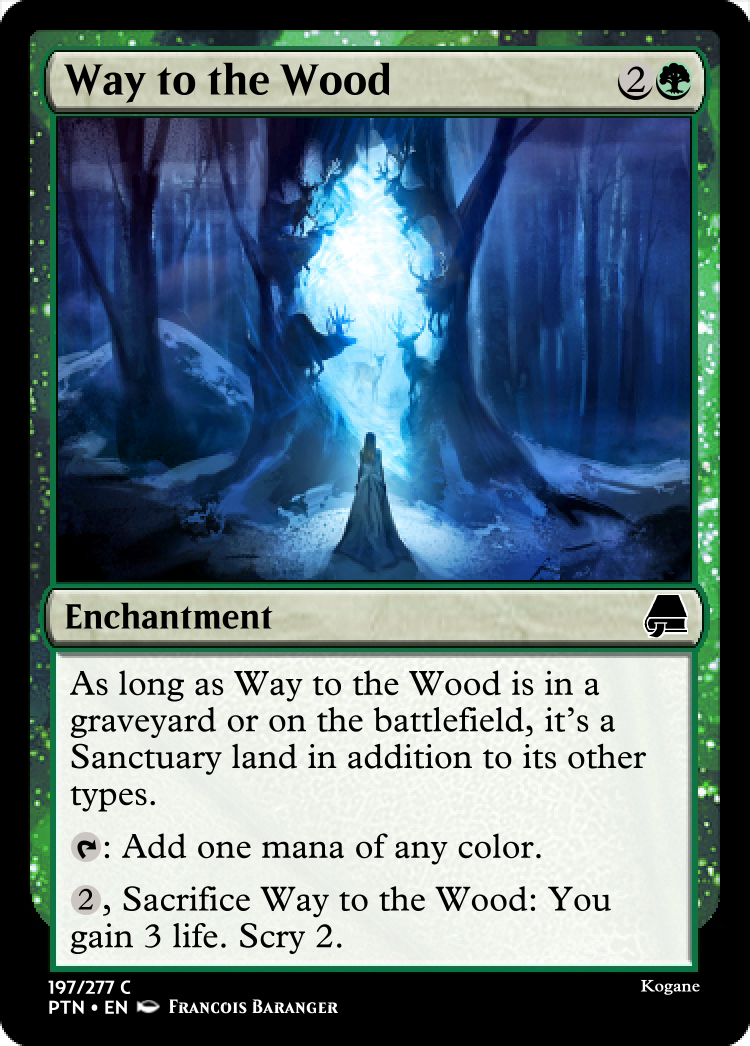 Way to the Wood 2
Enchantment
As long as Way to the Wood is in a
graveyard or on the battlefield, it's a
Sanctuary land in addition to its other
types.
: Add one mana of any color.
2, Sacrifice Way to the Wood: You
gain 3 life. Scry 2.
197/277 C Kogane
PTN • EN Francois Baranger